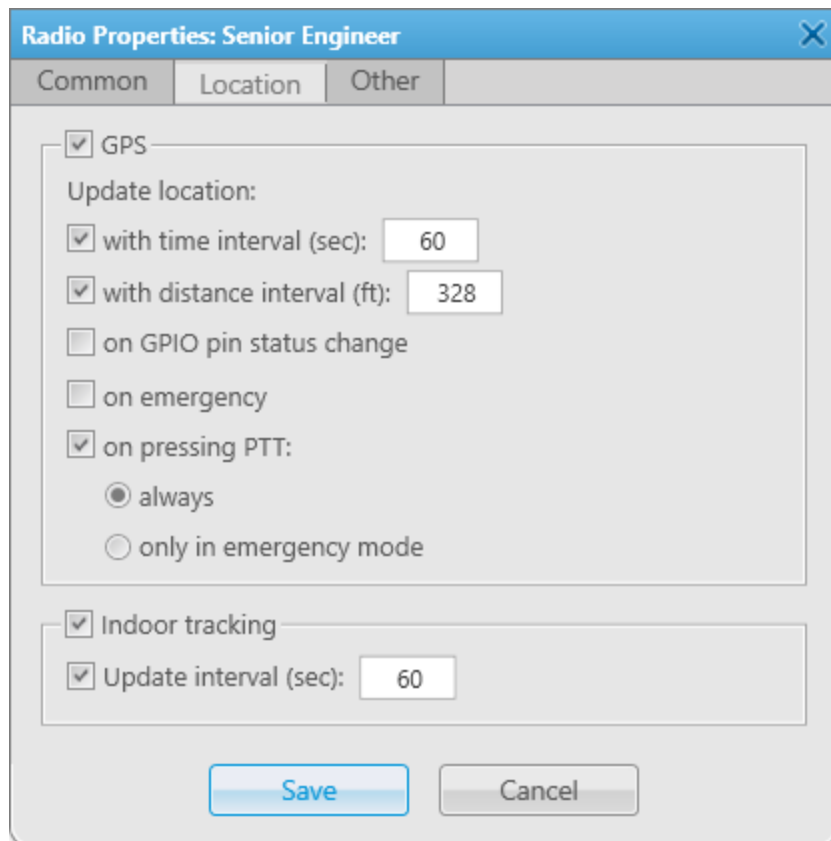 Radio Properties: Senior Engineer
Common Location Other
GPS
Update location:
with time interval (sec): 60
with distance interval (ft): 328
on GPIO pin status change
on emergency
on pressing PTT:
always
only in emergency mode
Indoor tracking
Update interval (sec): 60
Save Cancel